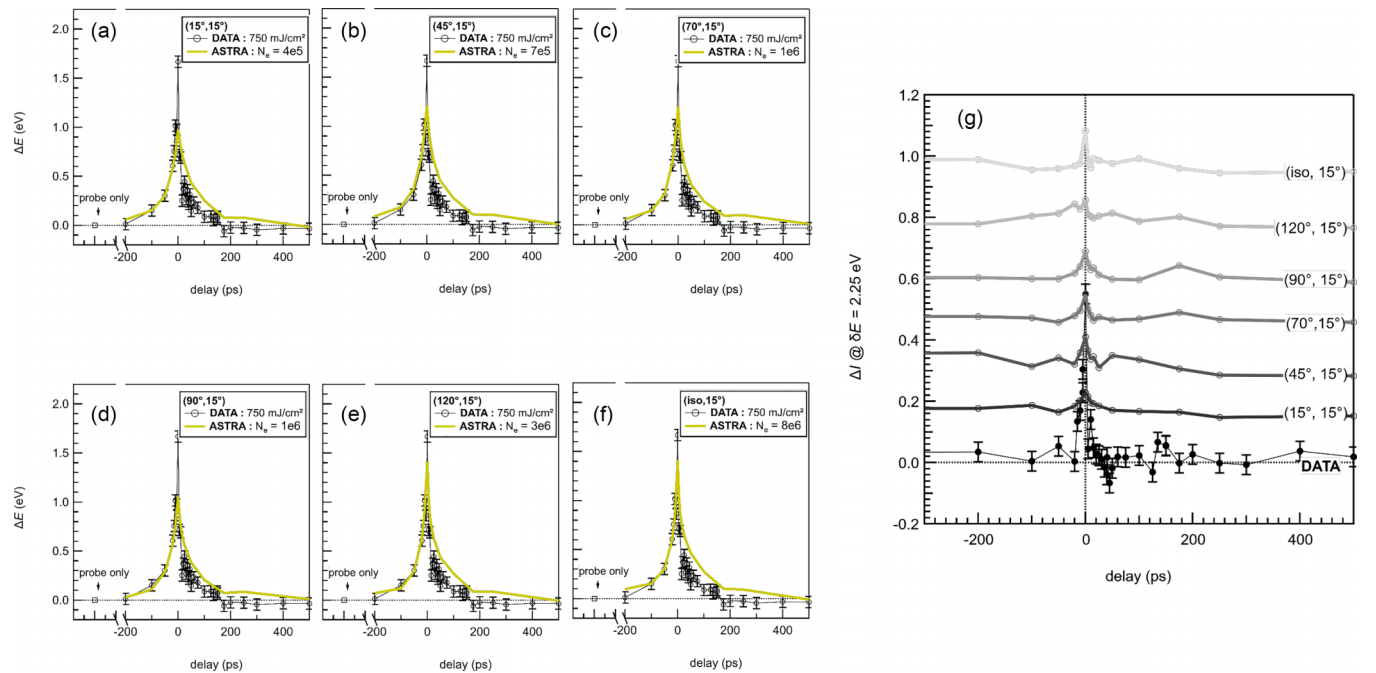 (a)
(15°,15°)
DATA : 750 mJ/cm²
ASTRA : Nₑ = 4e5
2.0
1.5
1.0
0.5
0.0
ΔE (eV)
probe only
-200
0
200
400
delay (ps)
(b)
(45°,15°)
DATA : 750 mJ/cm²
ASTRA : Nₑ = 7e5
probe only
-200
0
200
400
delay (ps)
(c)
(70°,15°)
DATA : 750 mJ/cm²
ASTRA : Nₑ = 1e6
probe only
-200
0
200
400
delay (ps)
(d)
(90°,15°)
DATA : 750 mJ/cm²
ASTRA : Nₑ = 1e6
2.0
1.5
1.0
0.5
0.0
ΔE (eV)
probe only
-200
0
200
400
delay (ps)
(e)
(120°,15°)
DATA : 750 mJ/cm²
ASTRA : Nₑ = 3e6
probe only
-200
0
200
400
delay (ps)
(f)
(iso,15°)
DATA : 750 mJ/cm²
ASTRA : Nₑ = 8e6
probe only
-200
0
200
400
delay (ps)
(g)
1.2
1.0
0.8
0.6
0.4
0.2
0.0
-0.2
ΔI @ δE = 2.25 eV
(iso, 15°)
(120°, 15°)
(90°, 15°)
(70°,15°)
(45°, 15°)
(15°, 15°)
DATA
-200
0
200
400
delay (ps)